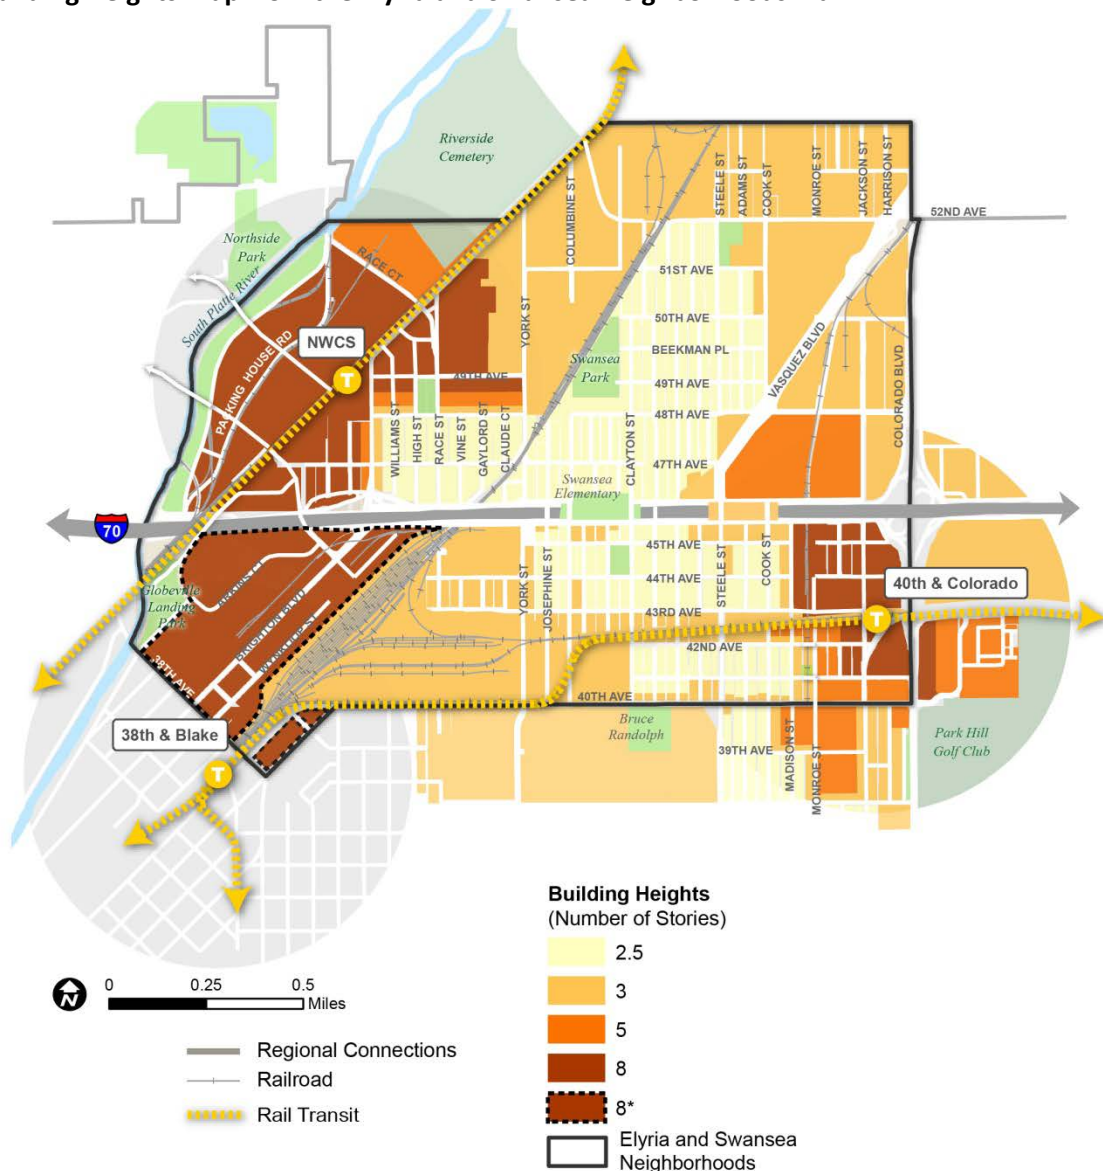 Riverside
Cemetery
STEELE ST
ADAMS ST
COOK ST
MONROE ST
JACKSON ST
HARRISON ST
COLUMBINE ST
52ND AVE
Northside
Park
South Platte River
RACE CT
51ST AVE
50TH AVE
NWCS
YORK ST
BEEKMAN PL
Swansea
Park
VASQUEZ BLVD
COLORADO BLVD
PACKING HOUSE RD
T
49TH AVE
49TH AVE
48TH AVE
WILLIAMS ST
HIGH ST
RACE ST
VINE ST
GAYLORD ST
CLAUDE CT
CLAYTON ST
47TH AVE
Swansea
Elementary
70
45TH AVE
44TH AVE
43RD AVE
42ND AVE
YORK ST
JOSEPHINE ST
STEELE ST
COOK ST
40th & Colorado
T
Globeville
Landing
Park
ARKINS CT
BRIGHTON BLVD
WYNKOOP ST
38TH AVE
40TH AVE
38th & Blake
T
Bruce
Randolph
39TH AVE
MADISON ST
MONROE ST
Park Hill
Golf Club
Building Heights
(Number of Stories)
2.5
3
5
8
8*
Elyria and Swansea
Neighborhoods
N
0 0.25 0.5
Miles
Regional Connections
Railroad
Rail Transit